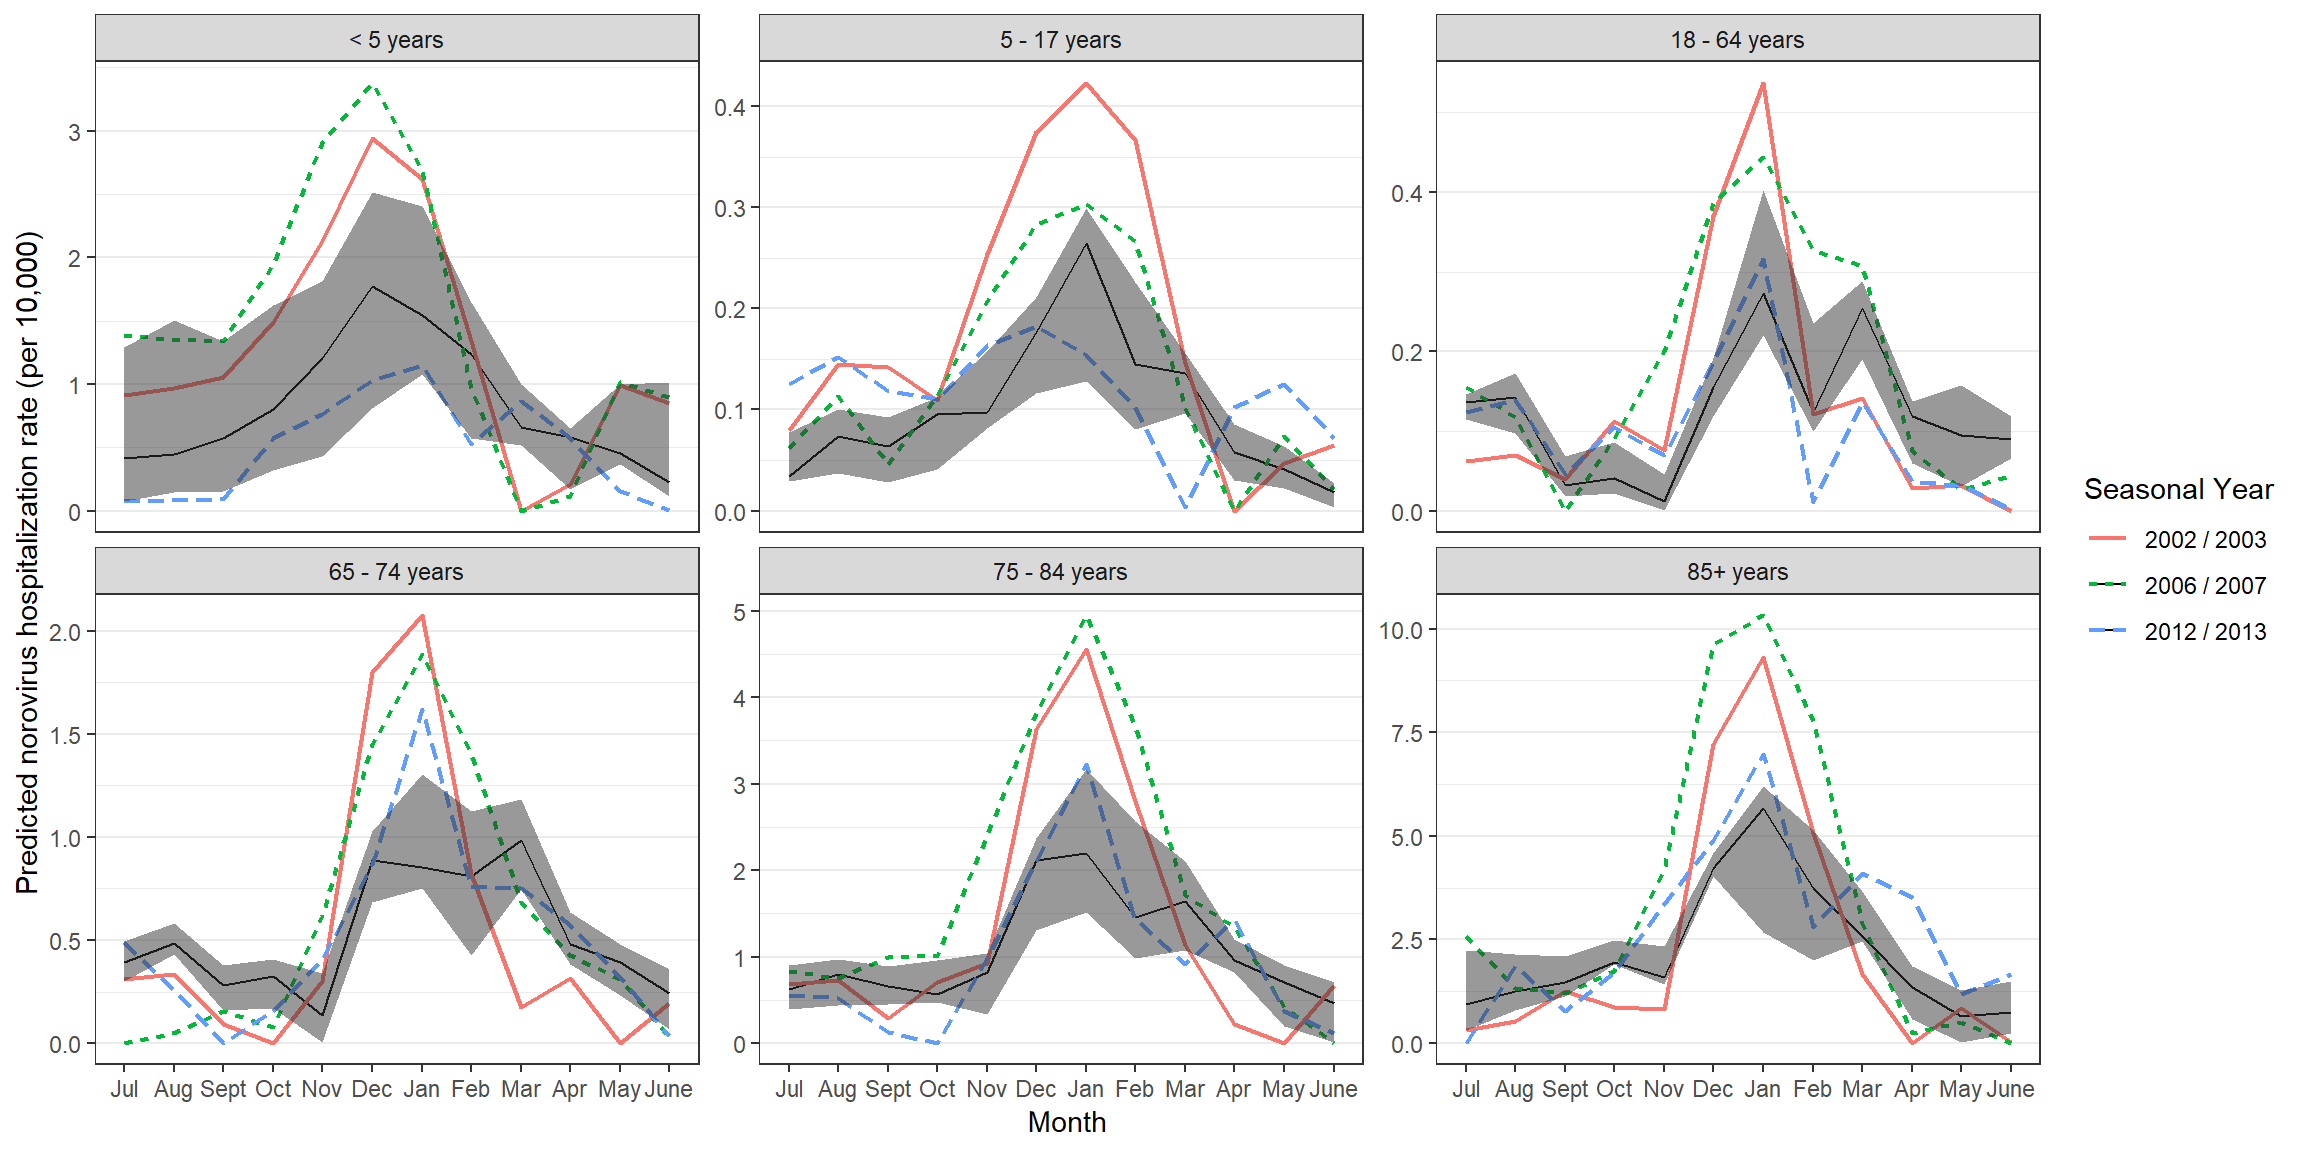 < 5 years
5 - 17 years
18 - 64 years
3
2
1
0
0.4
0.3
0.2
0.1
0.0
0.4
0.2
0.0
Predicted norovirus hospitalization rate (per 10,000)
65 - 74 years
75 - 84 years
85+ years
2.0
1.5
1.0
0.5
0.0
5
4
3
2
1
0
10.0
7.5
5.0
2.5
0.0
Jul Aug Sept Oct Nov Dec Jan Feb Mar Apr May June
Jul Aug Sept Oct Nov Dec Jan Feb Mar Apr May June
Jul Aug Sept Oct Nov Dec Jan Feb Mar Apr May June
Month
Seasonal Year
2002 / 2003
2006 / 2007
2012 / 2013